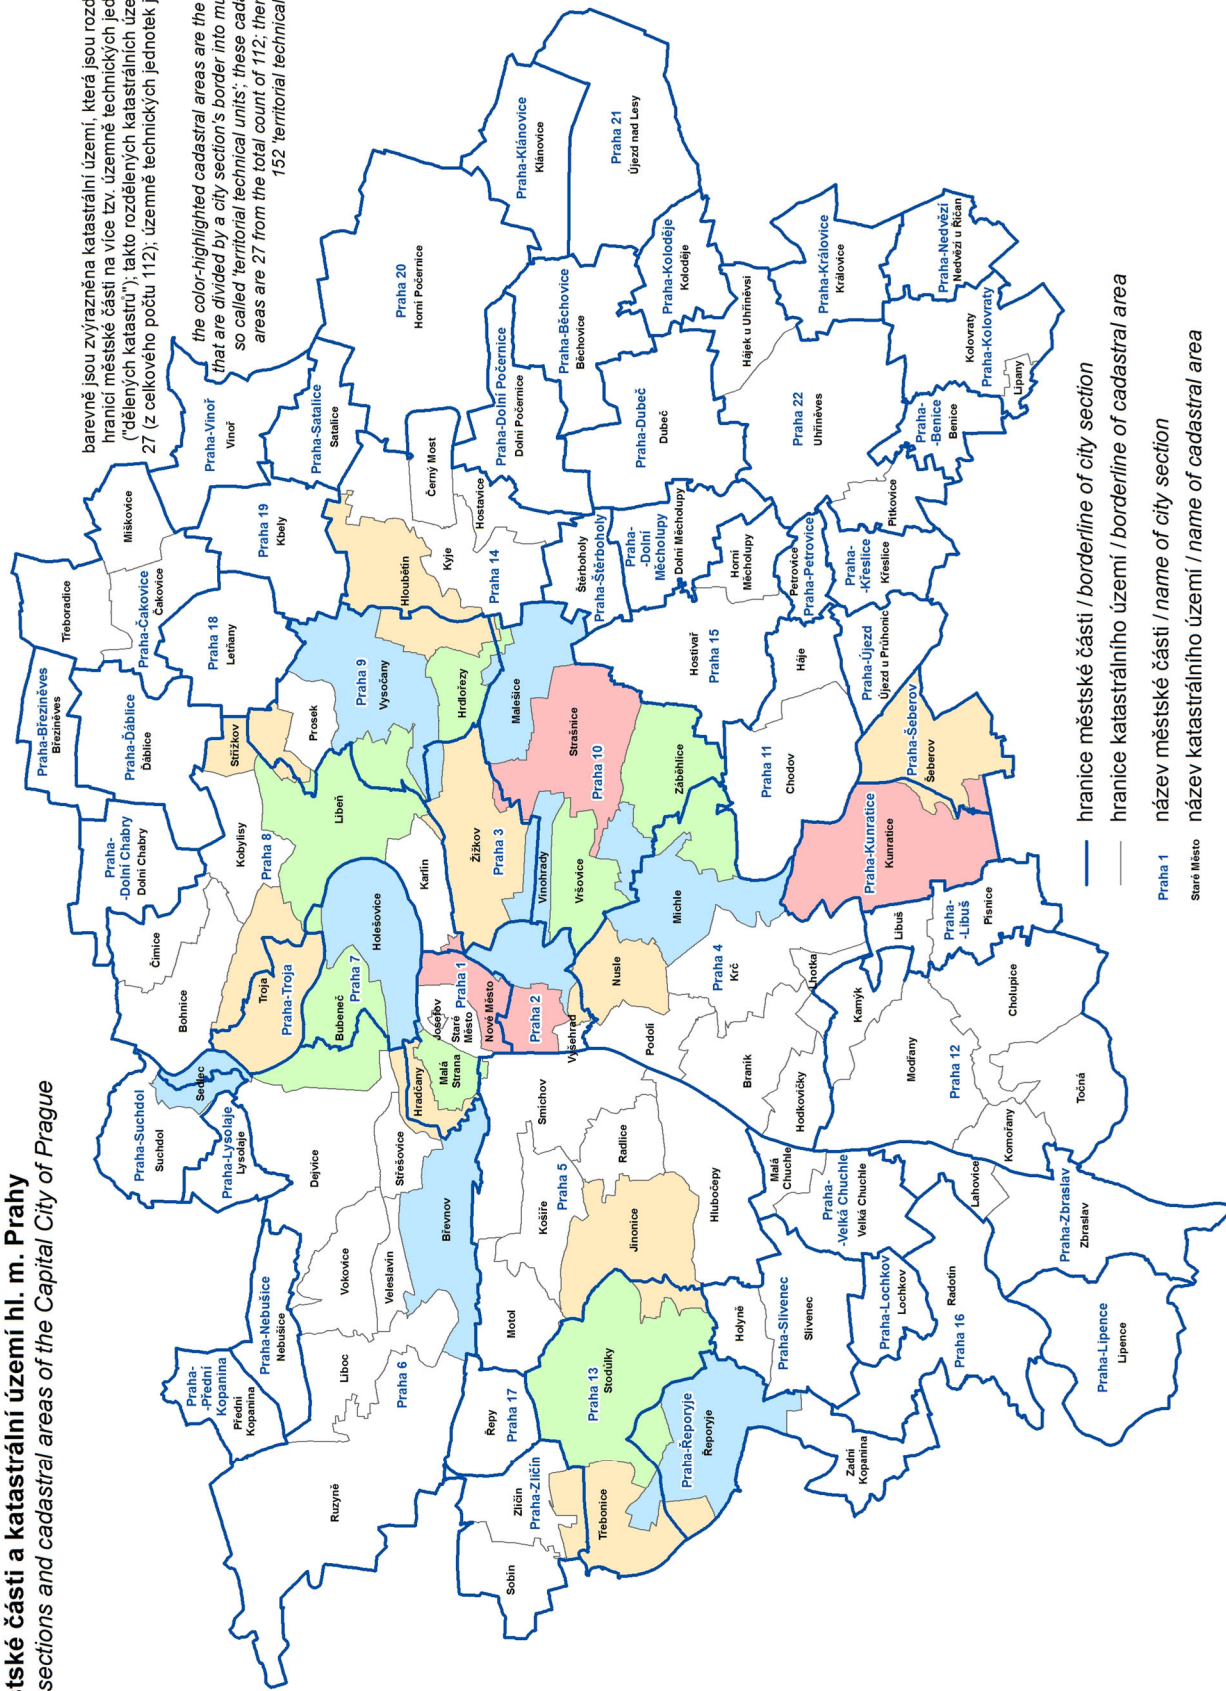 tské části a katastrální území hl. m. Prahy
sections and cadastral areas of the Capital City of Prague
barevně jsou zvýrazněna katastrální území, která jsou rozd
hranicí městské části na více tzv. územně technických jed
("dělených katastrů"); takto rozdělených katastrálních úze
27 (z celkového počtu 112); územně technických jednotek j
the color-highlighted cadastral areas are the
that are divided by a city section's border into mu
so called 'territorial technical units'; these cada
areas are 27 from the total count of 112; ther
152 'territorial technical
Praha-Březiněves
Březiněves
Třeboradice
Miškovice
Praha-Čakovice
Čakovice
Praha-Ďáblice
Ďáblice
Praha-
-Dolní Chabry
Dolní Chabry
Praha 18
Letňany
Praha 19
Kbely
Praha-Vinoř
Vinoř
Praha-Satalice
Satalice
Čimice
Bohnice
Kobylisy
Praha 8
Střížkov
Prosek
Libeň
Karlín
Troja
Praha-Troja
Praha-Suchdol
Suchdol
Sedlec
Praha-Lysolaje
Lysolaje
Bubeneč
Praha 7
Holešovice
Praha 9
Vysočany
Hrdlořezy
Hloubětín
Kyje
Praha 14
Hostavice
Černý Most
Praha 20
Horní Počernice
Praha-Klánovice
Klánovice
Praha 21
Újezd nad Lesy
Praha-Dolní Počernice
Dolní Počernice
Praha-Běchovice
Běchovice
Praha-Koloděje
Koloděje
Praha-
-Přední
Kopanina
Přední
Kopanina
Praha-Nebušice
Nebušice
Dejvice
Vokovice
Veleslavín
Střešovice
Liboc
Praha 6
Ruzyně
Břevnov
Hradčany
Malá
Strana
Josefov
Staré
Město
Praha 1
Nové Město
Praha 2
Vyšehrad
Žižkov
Praha 3
Vinohrady
Vršovice
Malešice
Strašnice
Praha 10
Záběhlice
Michle
Nusle
Štěrboholy
Praha-Štěrboholy
Praha-
-Dolní
Měcholupy
Dolní Měcholupy
Horní
Měcholupy
Praha-Dubeč
Dubeč
Hájek u Uhříněvsi
Praha 22
Uhříněves
Praha-Královice
Královice
Praha-Nedvězí
Nedvězí u Říčan
Kolovraty
Praha-Kolovraty
Lipany
Praha-
-Benice
Benice
Pitkovice
Petrovice
Praha-Petrovice
Praha-
-Křeslice
Křeslice
Hostivař
Praha 15
Háje
Praha 11
Chodov
Praha-Újezd
Újezd u Průhonic
Praha-Šeberov
Šeberov
Praha-Kunratice
Kunratice
Praha 4
Krč
Podolí
Braník
Hodkovičky
Lhotka
Kamýk
Libuš
Praha-
-Libuš
Písnice
Cholupice
Modřany
Praha 12
Komořany
Točná
Smíchov
Radlice
Košíře
Praha 5
Motol
Jinonice
Hlubočepy
Řepy
Praha 17
Zličín
Praha-Zličín
Sobín
Třebonice
Praha 13
Stodůlky
Praha-Řeporyje
Řeporyje
Holyně
Praha-Slivenec
Slivenec
Malá
Chuchle
Praha-
-Velká Chuchle
Velká Chuchle
Praha-Lochkov
Lochkov
Zadní
Kopanina
Radotín
Praha 16
Lahovice
Praha-Zbraslav
Zbraslav
Praha-Lipence
Lipence
hranice městské části / borderline of city section
hranice katastrálního území / borderline of cadastral area
Praha 1 název městské části / name of city section
Staré Město název katastrálního území / name of cadastral area